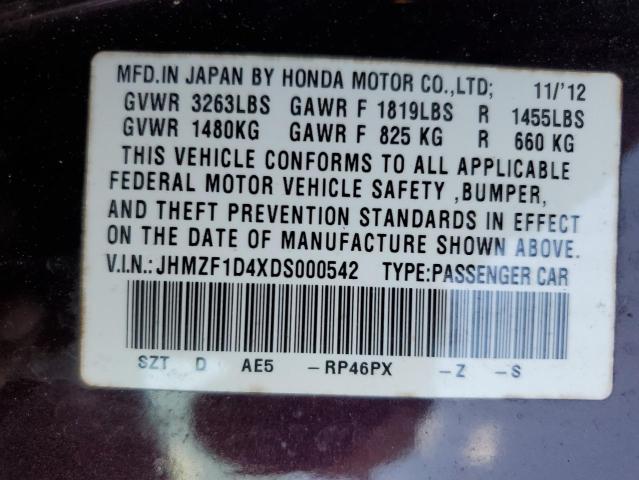 MFD.IN JAPAN BY HONDA MOTOR CO.,LTD; 11/'12
GVWR 3263LBS GAWR F 1819LBS R 1455LBS
GVWR 1480KG GAWR F 825 KG R 660 KG
THIS VEHICLE CONFORMS TO ALL APPLICABLE
FEDERAL MOTOR VEHICLE SAFETY ,BUMPER,
AND THEFT PREVENTION STANDARDS IN EFFECT
ON THE DATE OF MANUFACTURE SHOWN ABOVE.
V.I.N.:JHMZF1D4XDS000542 TYPE:PASSENGER CAR
SZT D AE5 -RP46PX -Z -S